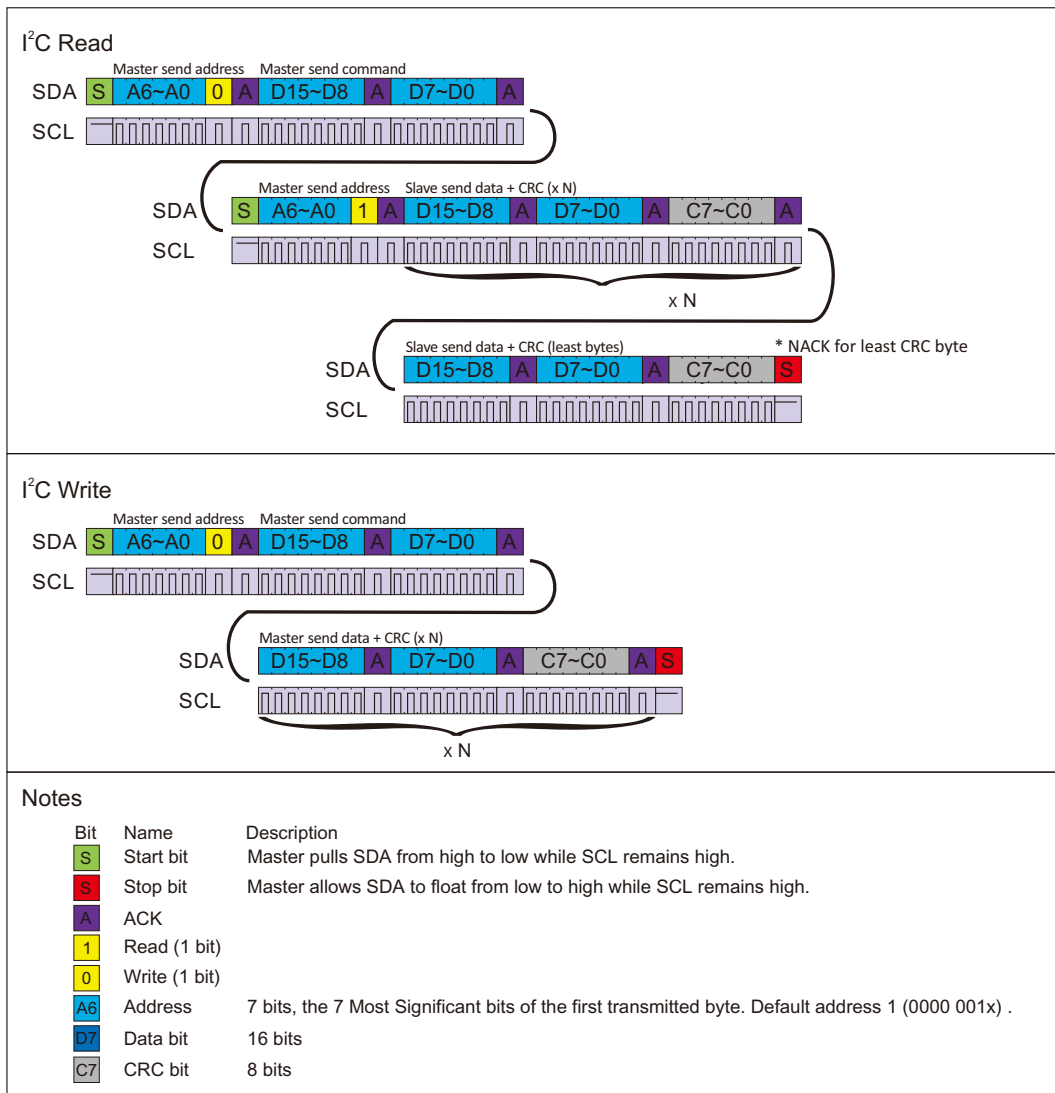 I²C Read
Master send address Master send command
SDA S A6~A0 0 A D15~D8 A D7~D0 A
SCL
Master send address Slave send data + CRC (x N)
SDA S A6~A0 1 A D15~D8 A D7~D0 A C7~C0 A
SCL
x N
Slave send data + CRC (least bytes) * NACK for least CRC byte
SDA D15~D8 A D7~D0 A C7~C0 S
SCL
I²C Write
Master send address Master send command
SDA S A6~A0 0 A D15~D8 A D7~D0 A
SCL
Master send data + CRC (x N)
SDA D15~D8 A D7~D0 A C7~C0 A S
SCL
x N
Notes
Bit Name Description
S Start bit Master pulls SDA from high to low while SCL remains high.
S Stop bit Master allows SDA to float from low to high while SCL remains high.
A ACK
1 Read (1 bit)
0 Write (1 bit)
A6 Address 7 bits, the 7 Most Significant bits of the first transmitted byte. Default address 1 (0000 001x) .
D7 Data bit 16 bits
C7 CRC bit 8 bits